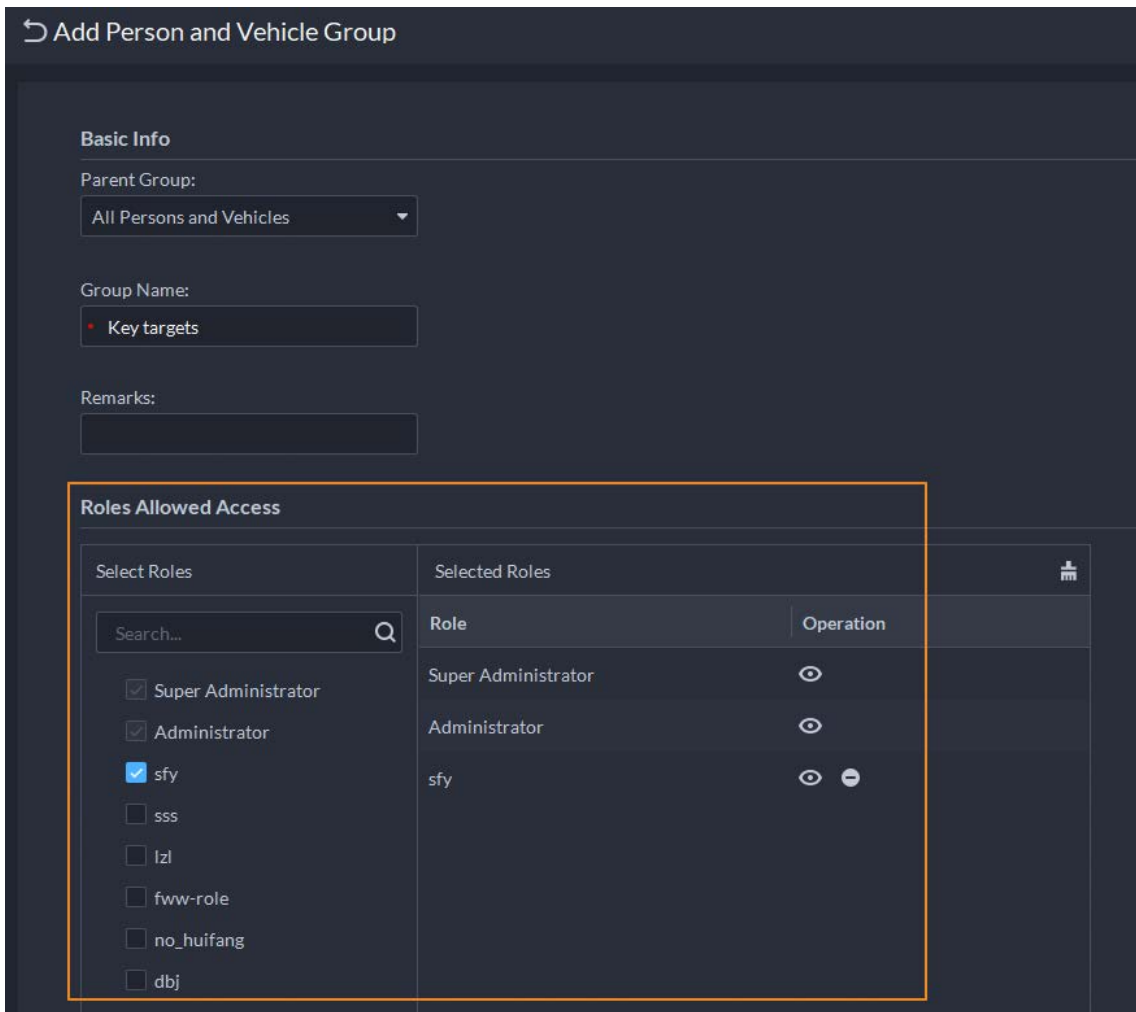 Add Person and Vehicle Group
Basic Info
Parent Group:
All Persons and Vehicles
Group Name:
* Key targets
Remarks:
Roles Allowed Access
Select Roles
Selected Roles
Search...
Role Operation
Super Administrator
Administrator
sfy
sss
lzl
fww-role
no_huifang
dbj
Super Administrator
Administrator
sfy